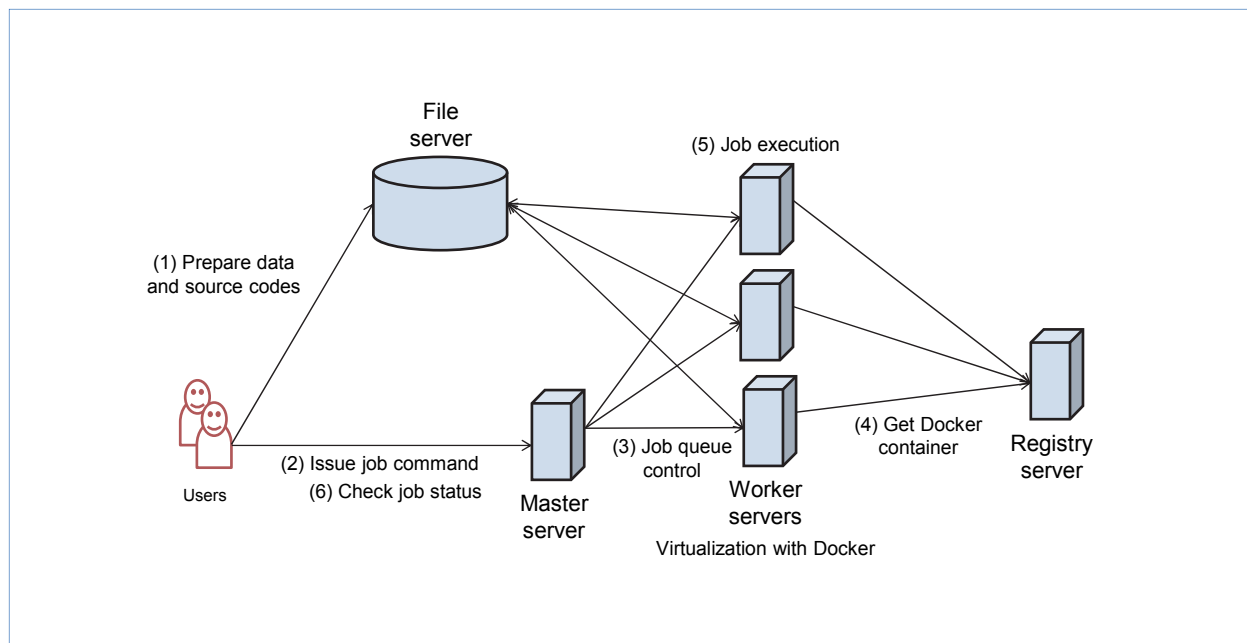 File
server
(5) Job execution
(1) Prepare data
and source codes
(2) Issue job command
(6) Check job status
Users
Master
server
(3) Job queue
control
Worker
servers
Virtualization with Docker
(4) Get Docker
container
Registry
server